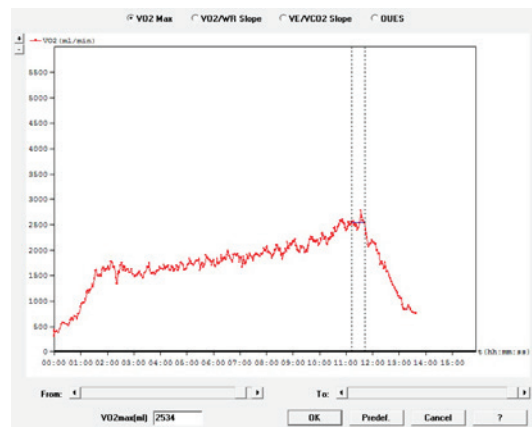 VO2 Max VO2/WR Slope VE/VCO2 Slope OUES
+
-
VO2(ml/min)
5500
5000
4500
4000
3500
3000
2500
2000
1500
1000
500
0
t(hh:mm:ss)
00:00 01:00 02:00 03:00 04:00 05:00 06:00 07:00 08:00 09:00 10:00 11:00 12:00 13:00 14:00 15:00
From: To:
VO2max(ml) 2534 OK Predef. Cancel ?